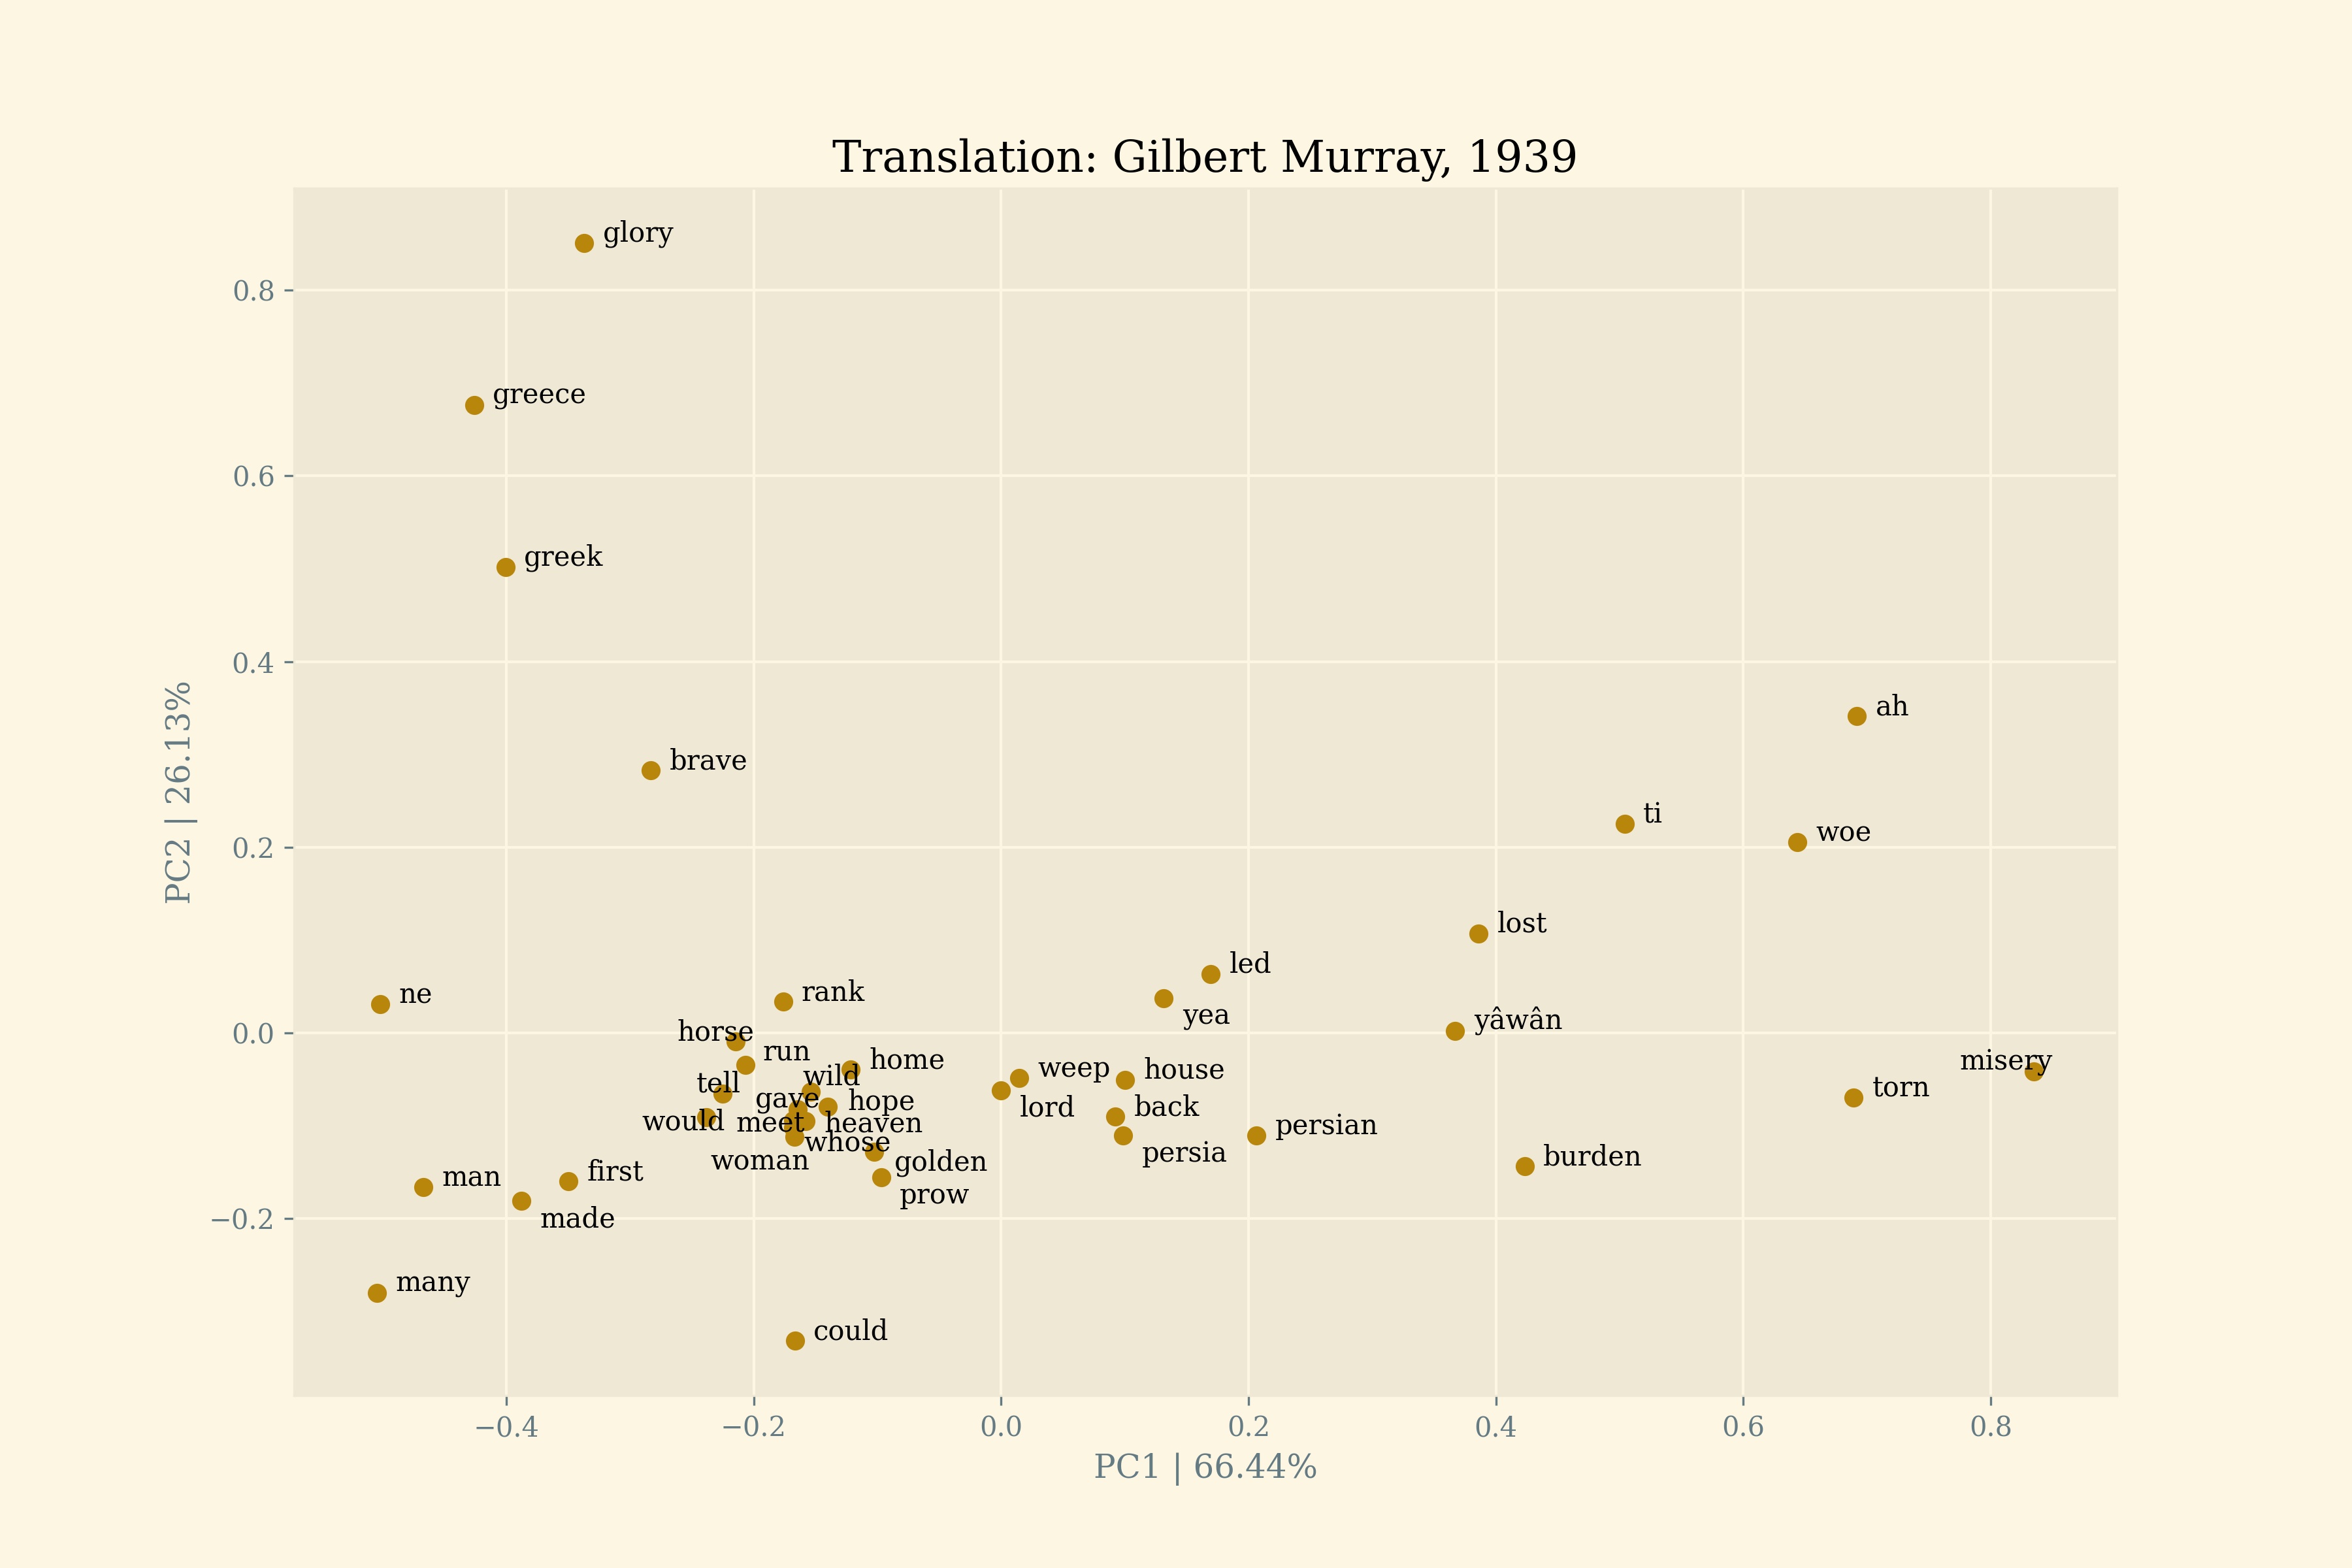 Translation: Gilbert Murray, 1939
glory
0.8
greece
0.6
greek
0.4
ah
brave
ti
woe
0.2
lost
led
ne
rank
yea
yâwân
0.0
horse
run
home
weep
house
misery
tell
wild
torn
gave
hope
lord
back
would
meet
heaven
persian
whose
persia
woman
golden
burden
man
first
prow
made
−0.2
many
could
−0.4 −0.2 0.0 0.2 0.4 0.6 0.8
PC1 | 66.44%
PC2 | 26.13%